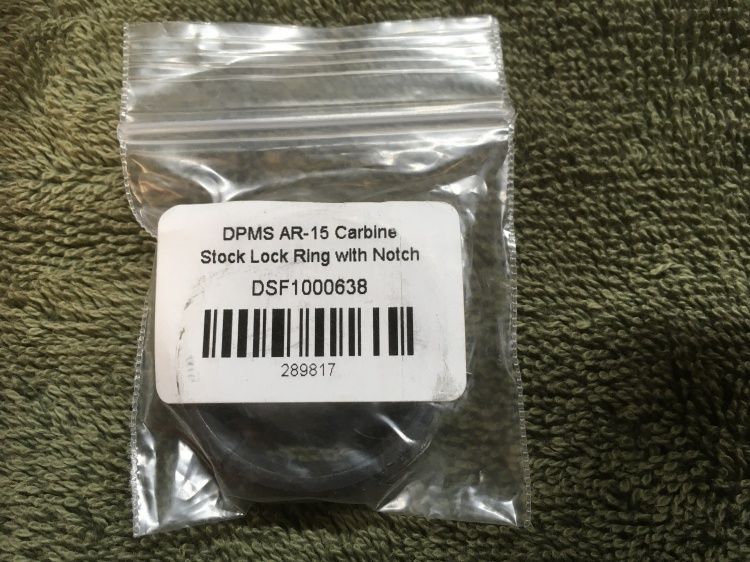 DPMS AR-15 Carbine
Stock Lock Ring with Notch
DSF1000638
289817